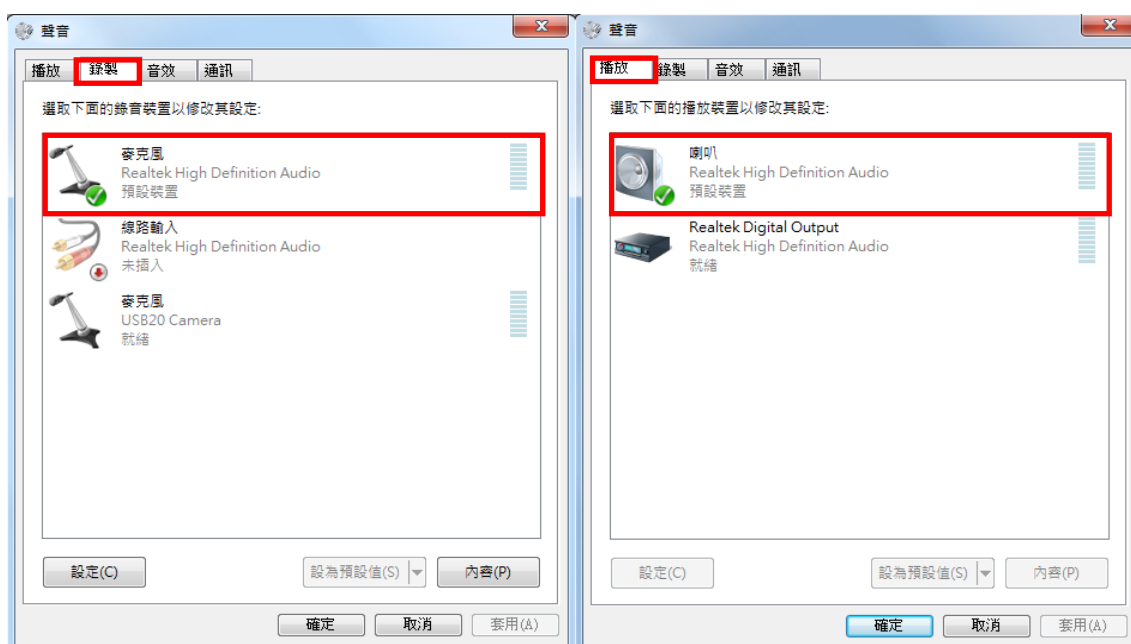 聲音
播放 錄製 音效 通訊
選取下面的錄音裝置以修改其設定:
麥克風
Realtek High Definition Audio
預設裝置
線路輸入
Realtek High Definition Audio
未插入
麥克風
USB20 Camera
就緒
設定(C) 設為預設值(S) 內容(P)
確定 取消 套用(A)
聲音
播放 錄製 音效 通訊
選取下面的播放裝置以修改其設定:
喇叭
Realtek High Definition Audio
預設裝置
Realtek Digital Output
Realtek High Definition Audio
就緒
設定(C) 設為預設值(S) 內容(P)
確定 取消 套用(A)